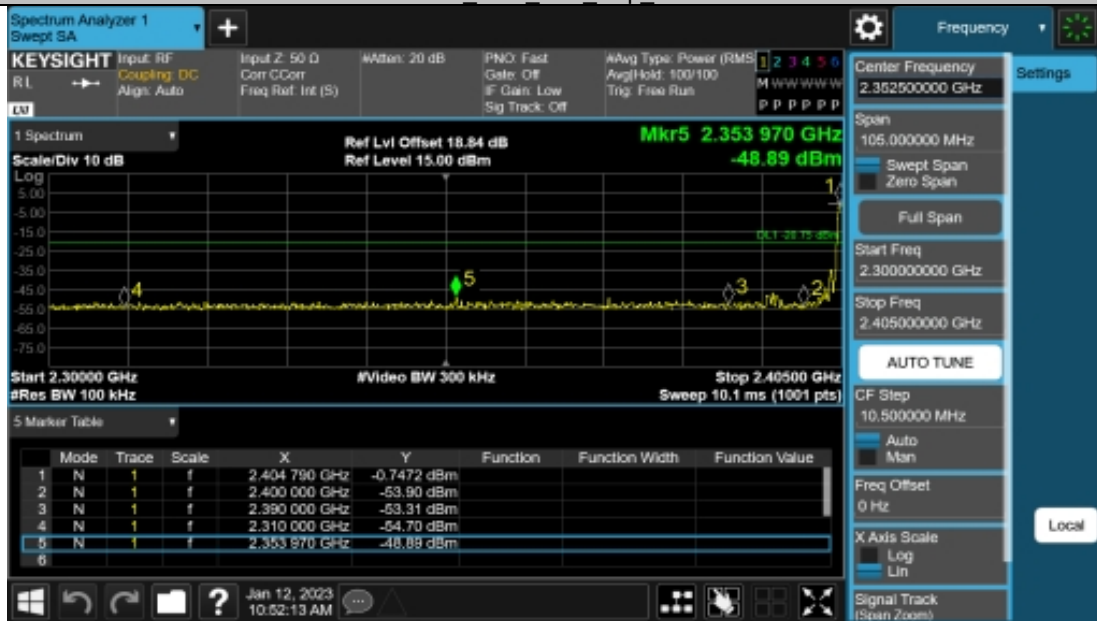 Spectrum Analyzer 1
Swept SA
+
Frequency
KEYSIGHT
RL
Input: RF
Coupling: DC
Align: Auto
Input Z: 50 Ω
Corr CCorr
Freq Ref: Int (S)
#Atten: 20 dB
PNO: Fast
Gate: Off
IF Gain: Low
Sig Track: Off
#Avg Type: Power (RMS
Avg|Hold: 100/100
Trig: Free Run
1 2 3 4 5 6
M W W W W W
P P P P P P
1 Spectrum
Scale/Div 10 dB
Ref Lvl Offset 18.84 dB
Ref Level 15.00 dBm
Mkr5 2.353 970 GHz
-48.89 dBm
Log
5.00
-5.00
-15.0
-25.0
-35.0
-45.0
-55.0
-65.0
-75.0
1
DL1 -20.75 dBm
4
5
3
2
Start 2.30000 GHz
#Video BW 300 kHz
Stop 2.40500 GHz
#Res BW 100 kHz
Sweep 10.1 ms (1001 pts)
5 Marker Table
Mode Trace Scale X Y Function Function Width Function Value
1 N 1 f 2.404 790 GHz -0.7472 dBm
2 N 1 f 2.400 000 GHz -53.90 dBm
3 N 1 f 2.390 000 GHz -53.31 dBm
4 N 1 f 2.310 000 GHz -54.70 dBm
5 N 1 f 2.353 970 GHz -48.89 dBm
6
? Jan 12, 2023
10:52:13 AM
Center Frequency
2.352500000 GHz
Settings
Span
105.000000 MHz
Swept Span
Zero Span
Full Span
Start Freq
2.300000000 GHz
Stop Freq
2.405000000 GHz
AUTO TUNE
CF Step
10.500000 MHz
Auto
Man
Freq Offset
0 Hz
Local
X Axis Scale
Log
Lin
Signal Track
(Span Zoom)